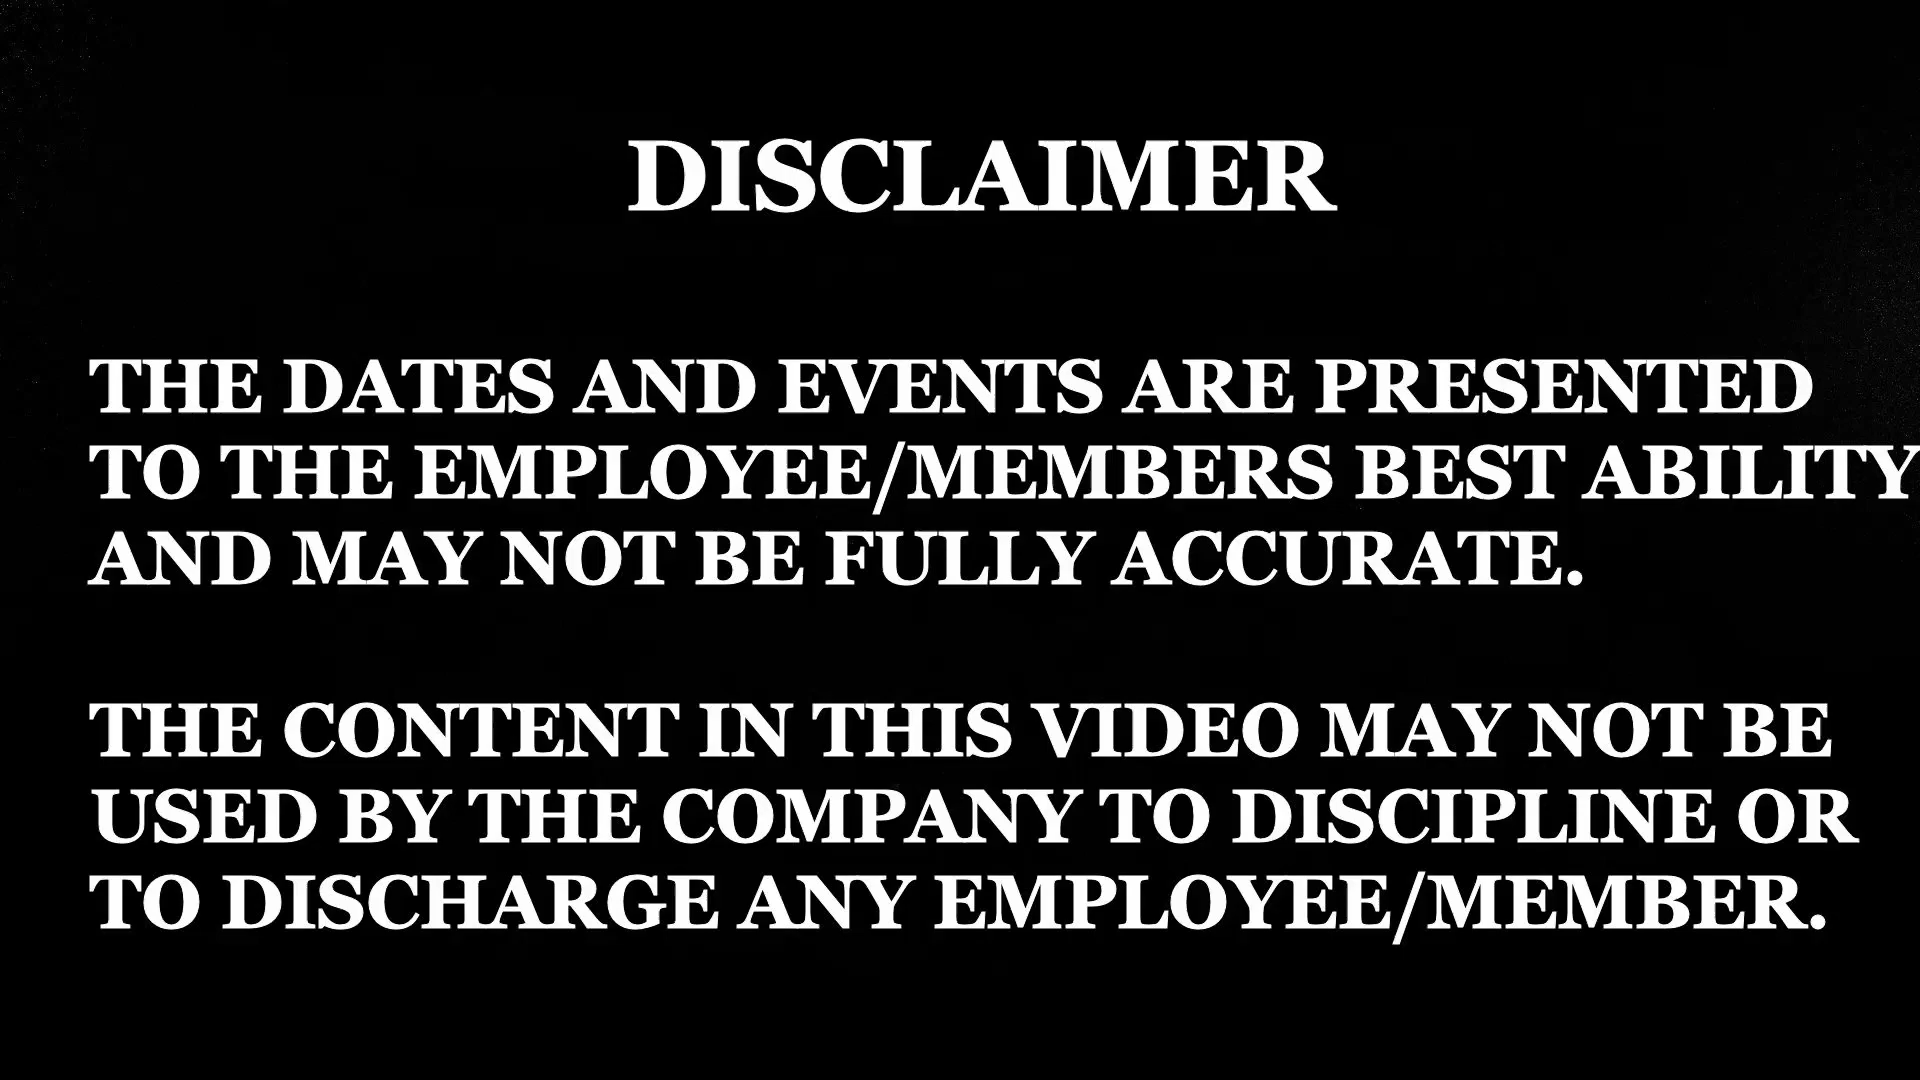 DISCLAIMER
THE DATES AND EVENTS ARE PRESENTED
TO THE EMPLOYEE/MEMBERS BEST ABILITY
AND MAY NOT BE FULLY ACCURATE.
THE CONTENT IN THIS VIDEO MAY NOT BE
USED BY THE COMPANY TO DISCIPLINE OR
TO DISCHARGE ANY EMPLOYEE/MEMBER.